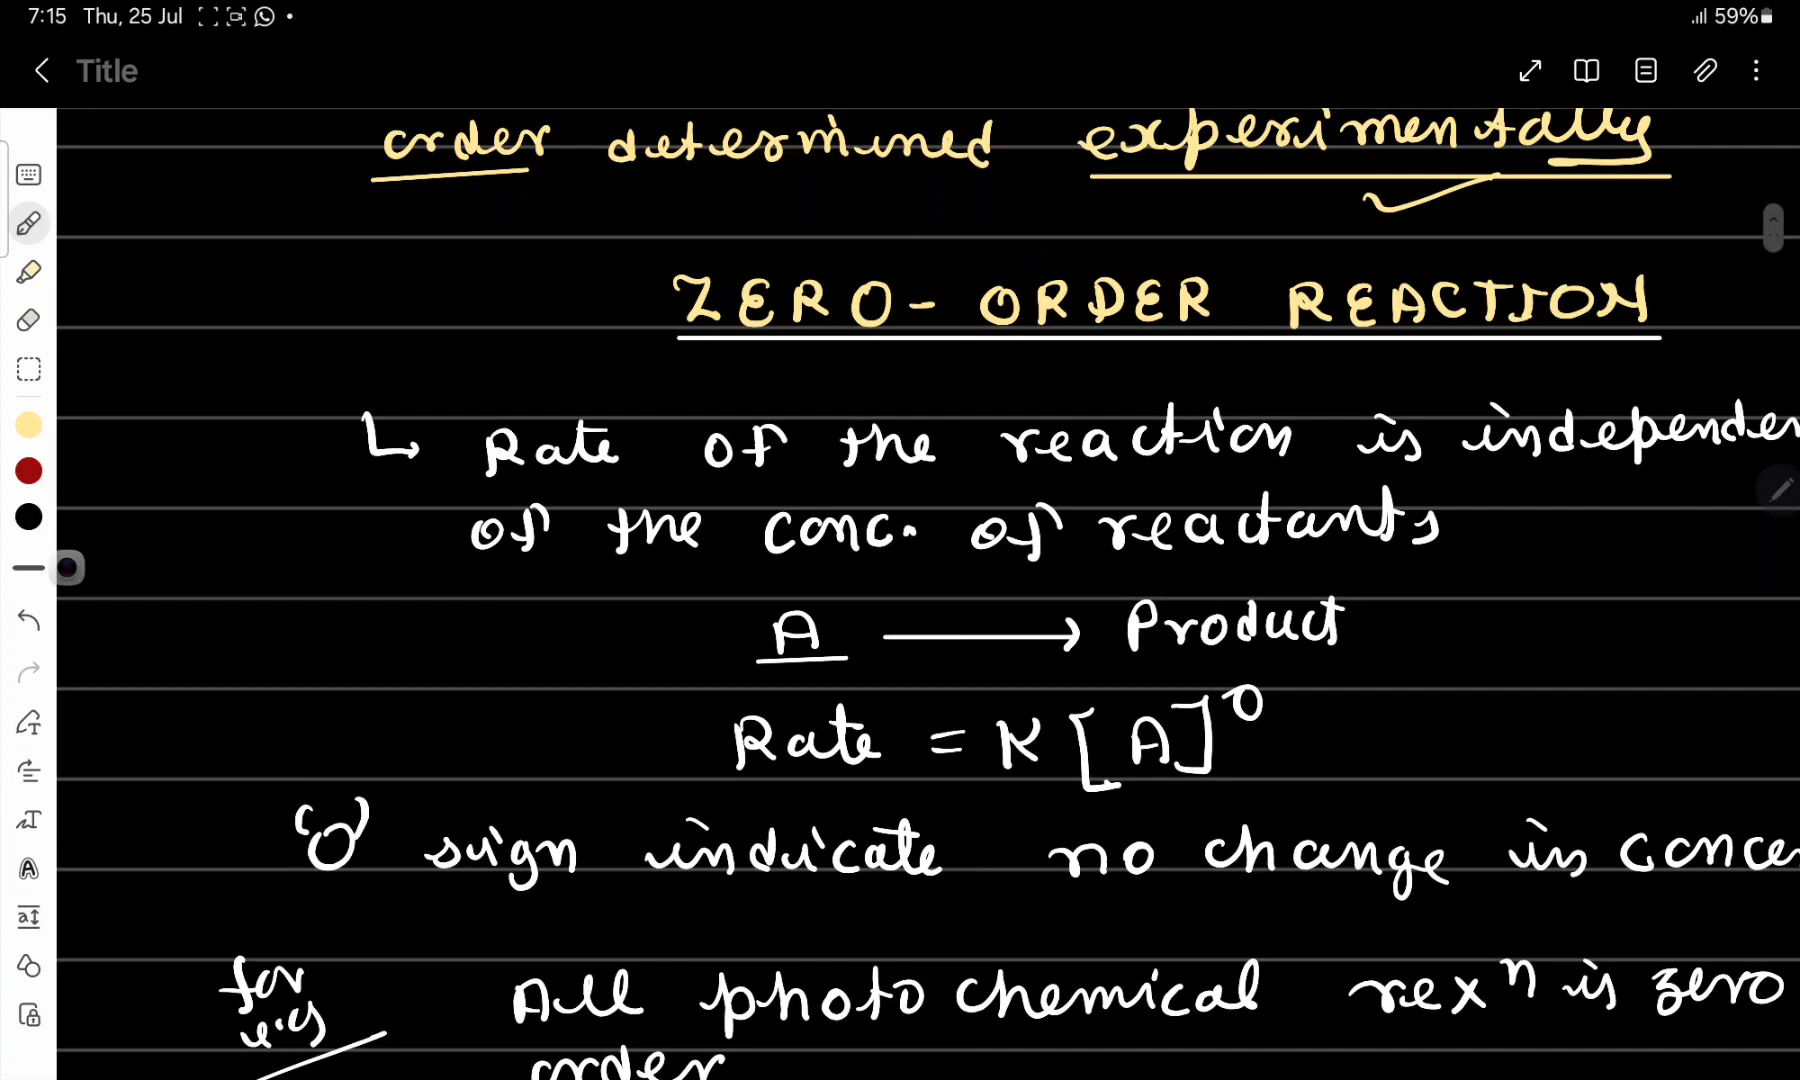 7:15 Thu, 25 Jul
59%
Title
order determined experimentally
ZERO-ORDER REACTION
↳ Rate of the reaction is independen
of the conc. of reactants
A ⟶ Product
Rate = K[A]⁰
'0' sign indicate no change in conce
for
All photochemical rexⁿ is zero
order